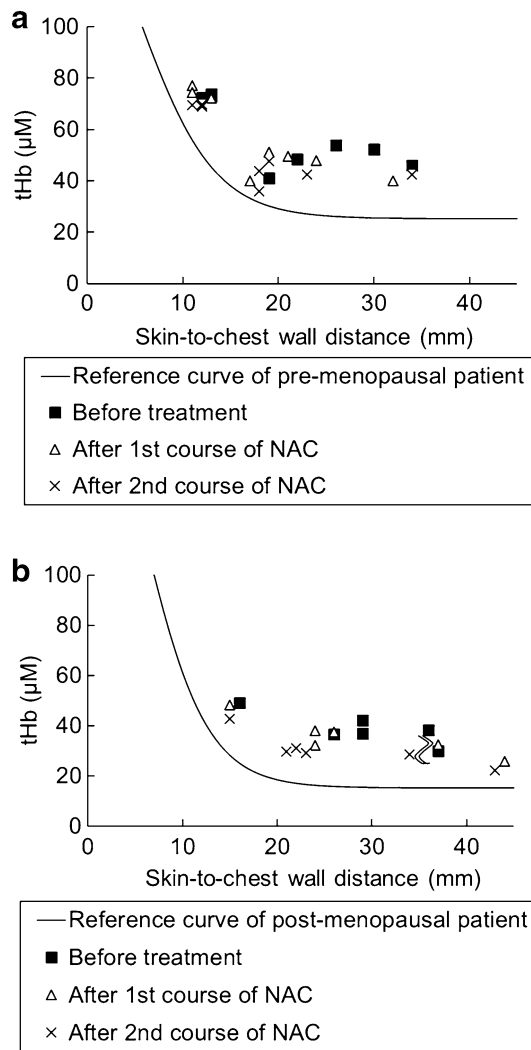 a
100
80
60
40
20
0
tHb (μM)
0 10 20 30 40
Skin-to-chest wall distance (mm)
Reference curve of pre-menopausal patient
Before treatment
After 1st course of NAC
After 2nd course of NAC
b
100
80
60
40
20
0
tHb (μM)
0 10 20 30 40
Skin-to-chest wall distance (mm)
Reference curve of post-menopausal patient
Before treatment
After 1st course of NAC
After 2nd course of NAC